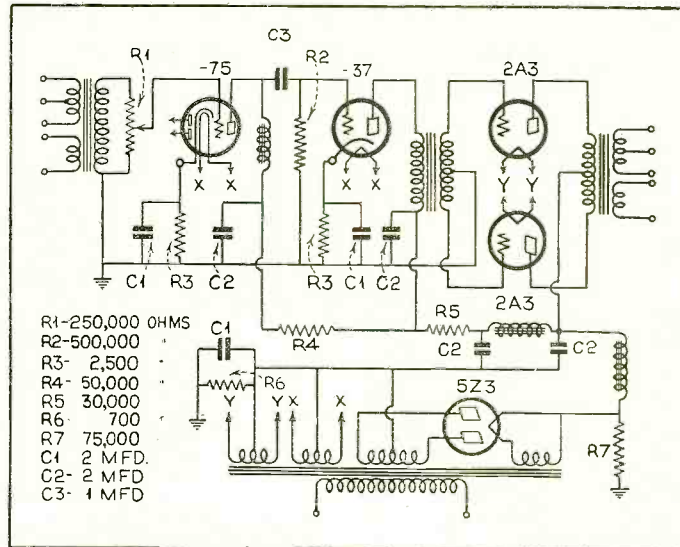 C3
R1
-75
R2
-37
2A3
X X
X X
Y Y
C1 R3 C2
R3 C1 C2
2A3
R4
R5
C2
C2
C1
R6
Y Y X X
5Z3
R7
R1-250,000 OHMS
R2-500,000 "
R3- 2,500 "
R4- 50,000 "
R5 30,000 "
R6- 700 "
R7 75,000
C1 2 MFD.
C2- 2 MFD
C3- 1 MFD